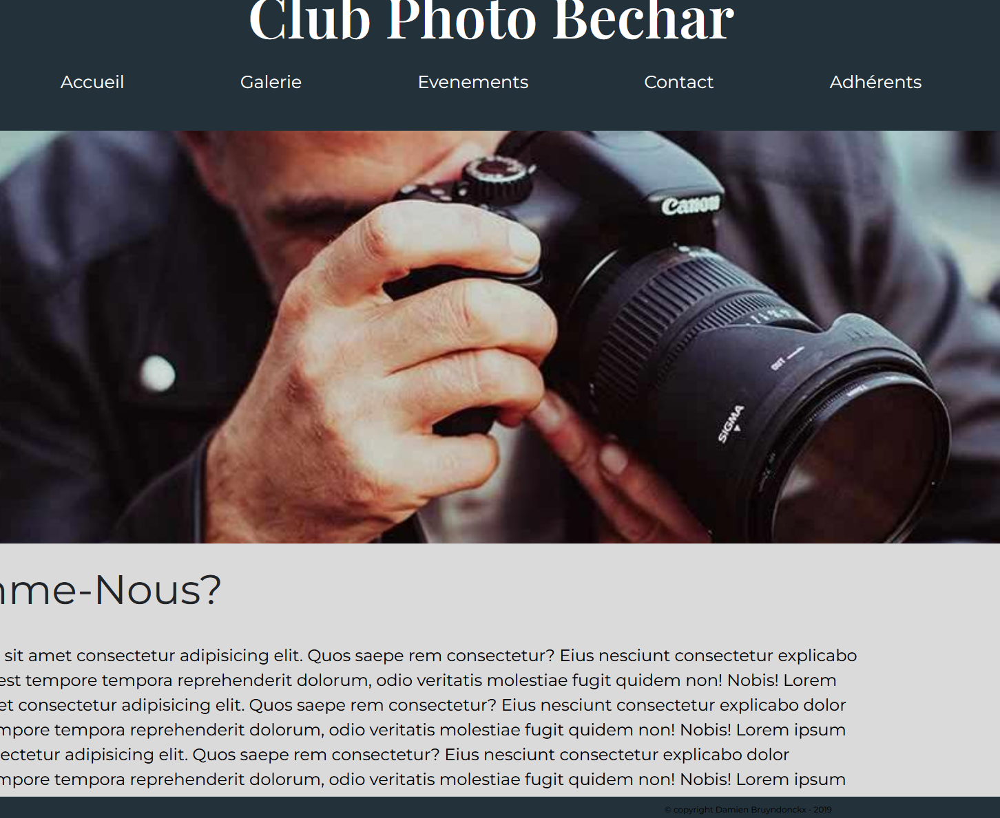 Club Photo Bechar
Accueil Galerie Evenements Contact Adhérents
Canon
OUT
SIGMA
mme-Nous?
sit amet consectetur adipisicing elit. Quos saepe rem consectetur? Eius nesciunt consectetur explicabo
est tempore tempora reprehenderit dolorum, odio veritatis molestiae fugit quidem non! Nobis! Lorem
et consectetur adipisicing elit. Quos saepe rem consectetur? Eius nesciunt consectetur explicabo dolor
mpore tempora reprehenderit dolorum, odio veritatis molestiae fugit quidem non! Nobis! Lorem ipsum
ectetur adipisicing elit. Quos saepe rem consectetur? Eius nesciunt consectetur explicabo dolor
mpore tempora reprehenderit dolorum, odio veritatis molestiae fugit quidem non! Nobis! Lorem ipsum
© copyright Damien Bruyndonckx - 2019